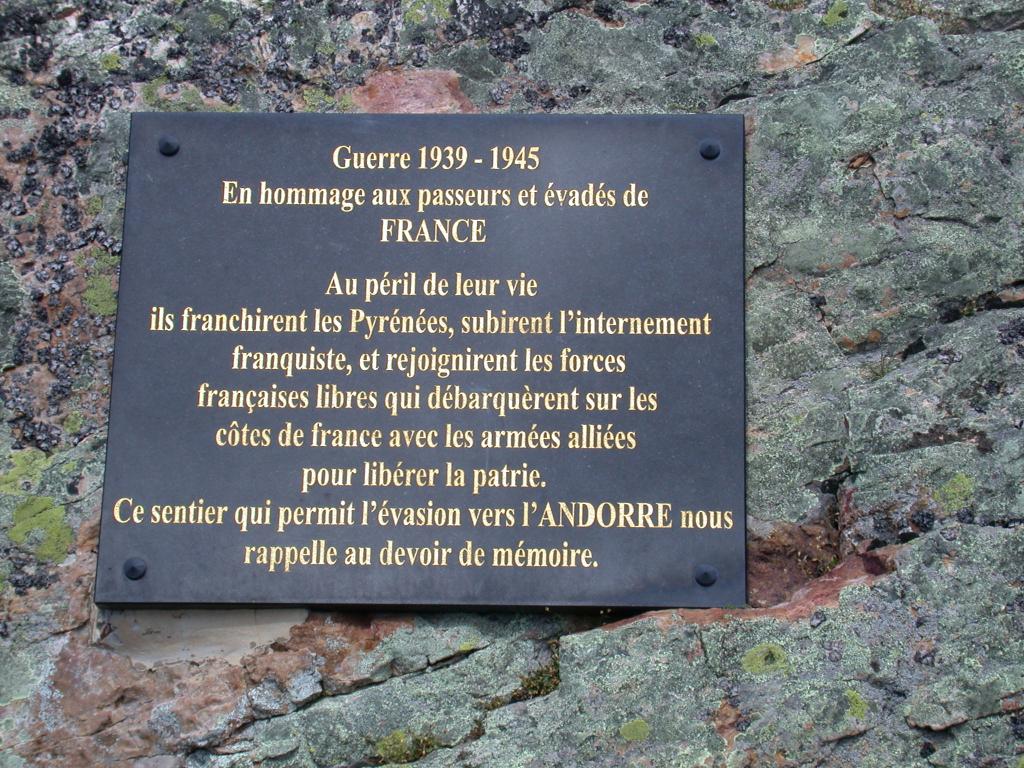 Guerre 1939 - 1945
En hommage aux passeurs et évadés de
FRANCE
Au péril de leur vie
ils franchirent les Pyrénées, subirent l'internement
franquiste, et rejoignirent les forces
françaises libres qui débarquèrent sur les
côtes de france avec les armées alliées
pour libérer la patrie.
Ce sentier qui permit l'évasion vers l'ANDORRE nous
rappelle au devoir de mémoire.